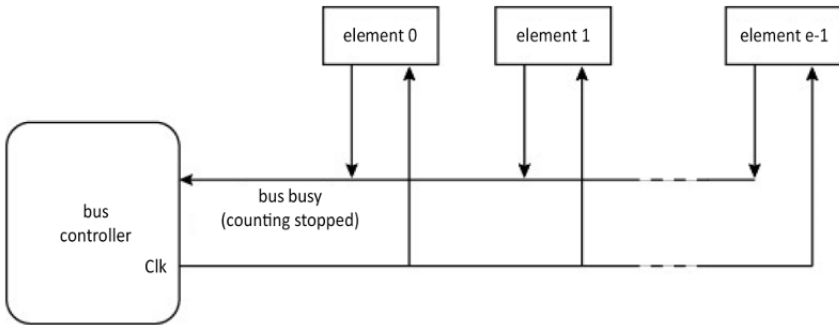 element 0
element 1
element e-1
bus busy
(counting stopped)
bus
controller
Clk